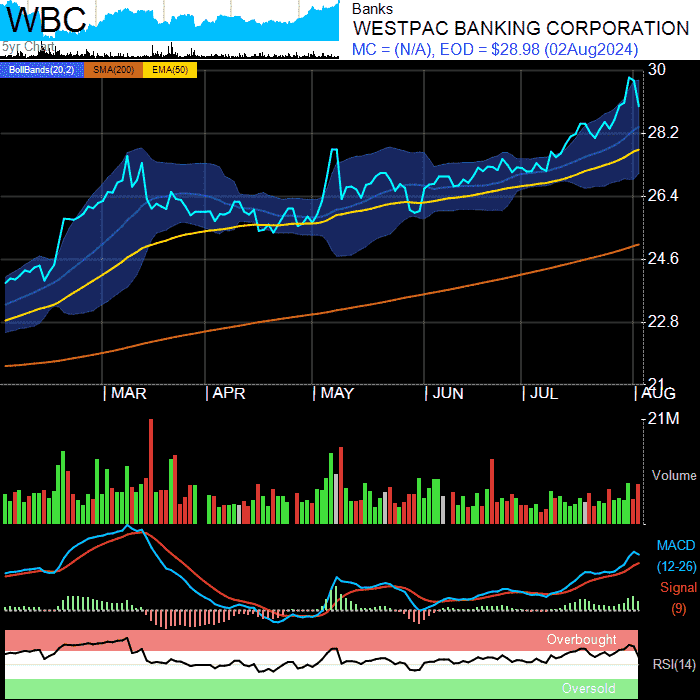 WBC
5yr Chart
Banks
WESTPAC BANKING CORPORATION
MC = (N/A), EOD = $28.98 (02Aug2024)
BollBands(20,2) SMA(200) EMA(50)
30
28.2
26.4
24.6
22.8
21
MAR APR MAY JUN JUL AUG
21M
Volume
MACD
(12-26)
Signal
(9)
Overbought
RSI(14)
Oversold